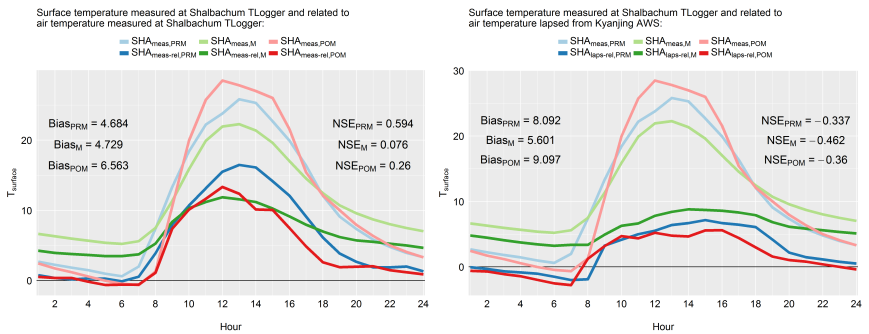 Surface temperature measured at Shalbachum TLogger and related to
air temperature measured at Shalbachum TLogger:
SHAmeas,PRM SHAmeas,M SHAmeas,POM
SHAmeas-rel,PRM SHAmeas-rel,M SHAmeas-rel,POM
BiasPRM = 4.684
BiasM = 4.729
BiasPOM = 6.563
NSEPRM = 0.594
NSEM = 0.076
NSEPOM = 0.26
Tsurface
20
10
0
2 4 6 8 10 12 14 16 18 20 22 24
Hour
Surface temperature measured at Shalbachum TLogger and related to
air temperature lapsed from Kyanjing AWS:
SHAmeas,PRM SHAmeas,M SHAmeas,POM
SHAlaps-rel,PRM SHAlaps-rel,M SHAlaps-rel,POM
BiasPRM = 8.092
BiasM = 5.601
BiasPOM = 9.097
NSEPRM = −0.337
NSEM = −0.462
NSEPOM = −0.36
Tsurface
30
20
10
0
2 4 6 8 10 12 14 16 18 20 22 24
Hour